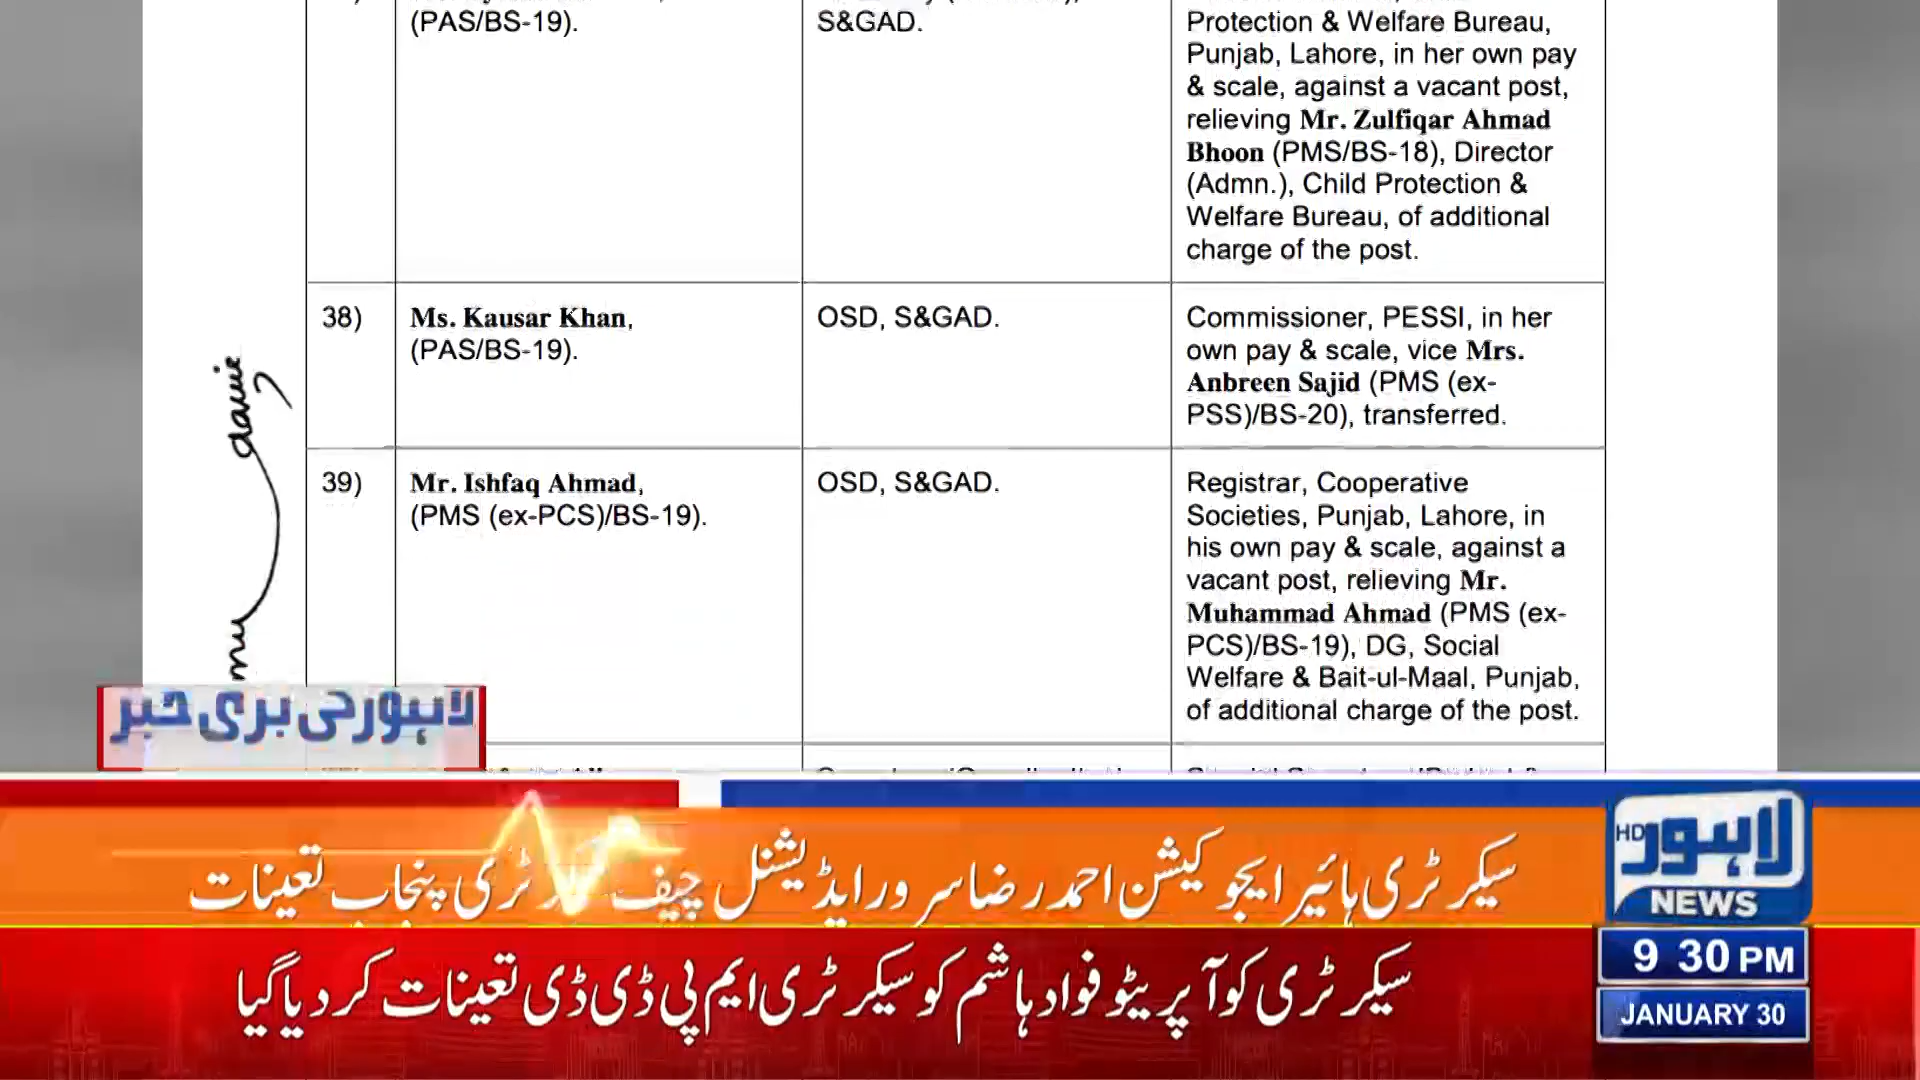 (PAS/BS-19).
S&GAD.
Protection & Welfare Bureau,
Punjab, Lahore, in her own pay
& scale, against a vacant post,
relieving Mr. Zulfiqar Ahmad
Bhoon (PMS/BS-18), Director
(Admn.), Child Protection &
Welfare Bureau, of additional
charge of the post.
38)
Ms. Kausar Khan,
(PAS/BS-19).
OSD, S&GAD.
Commissioner, PESSI, in her
own pay & scale, vice Mrs.
Anbreen Sajid (PMS (ex-
PSS)/BS-20), transferred.
39)
Mr. Ishfaq Ahmad,
(PMS (ex-PCS)/BS-19).
OSD, S&GAD.
Registrar, Cooperative
Societies, Punjab, Lahore, in
his own pay & scale, against a
vacant post, relieving Mr.
Muhammad Ahmad (PMS (ex-
PCS)/BS-19), DG, Social
Welfare & Bait-ul-Maal, Punjab,
of additional charge of the post.
لاہور کی بڑی خبر
سیکرٹری ہائیر ایجوکیشن احمد رضا سرور ایڈیشنل چیف سیکرٹری پنجاب تعینات
سیکرٹری کوآپریٹو فواد ہاشم کو سیکرٹری ایم پی ڈی ڈی تعینات کر دیا گیا
لاہور
HD
NEWS
9 30 PM
JANUARY 30